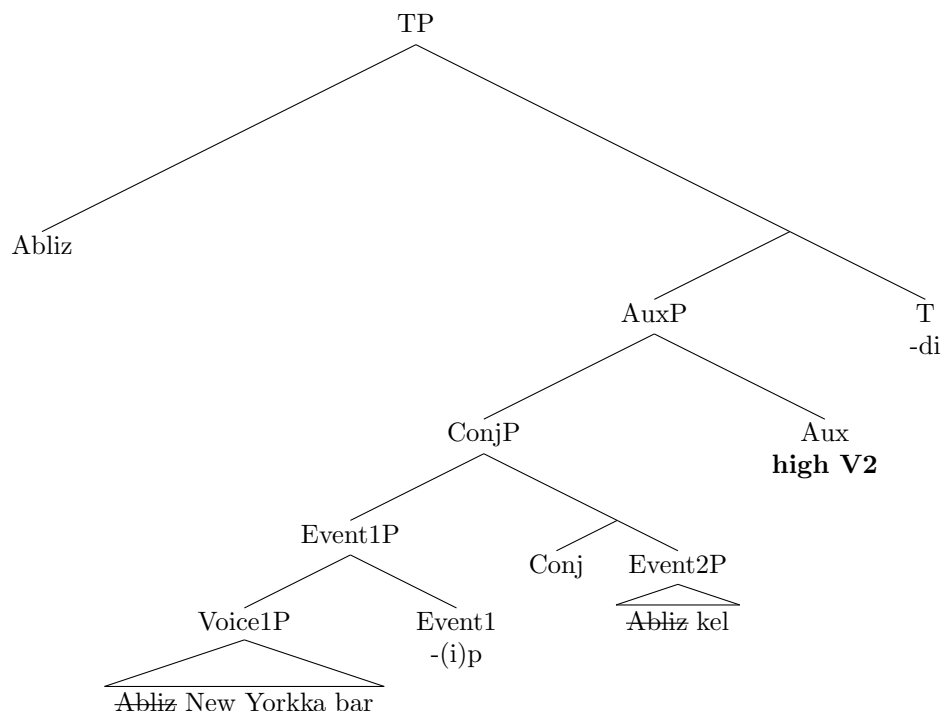 TP
Abliz
AuxP
T
-di
ConjP
Aux
high V2
Event1P
Conj
Event2P
Abliz kel
Voice1P
Event1
-(i)p
Abliz New Yorkka bar